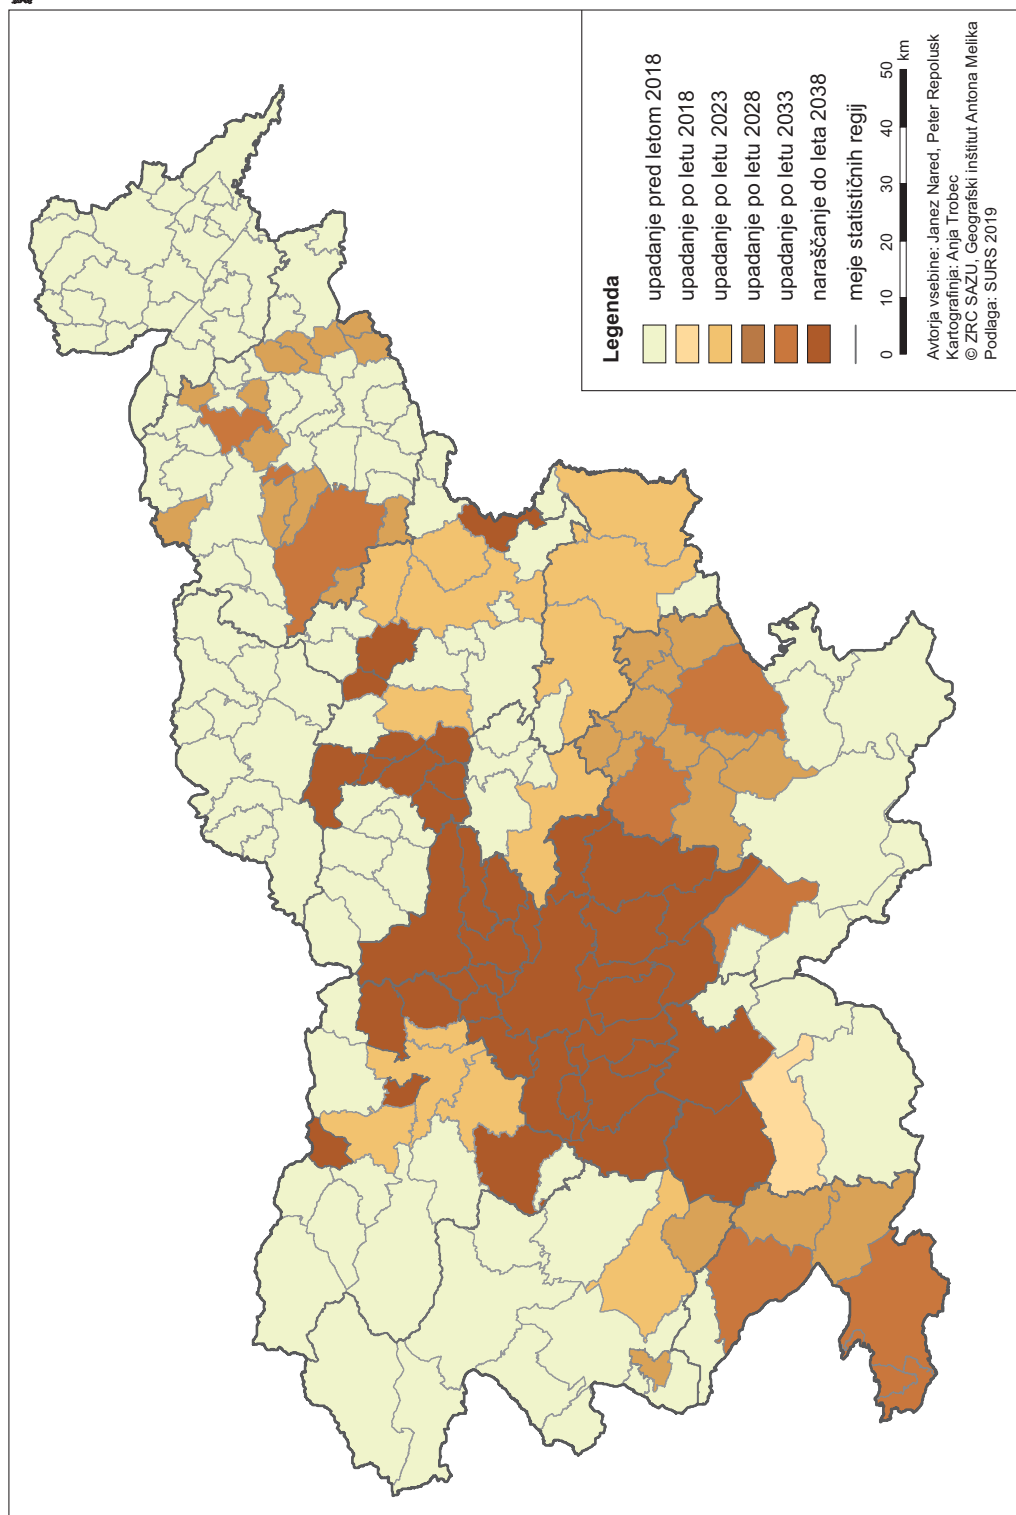 Legenda
upadanje pred letom 2018
upadanje po letu 2018
upadanje po letu 2023
upadanje po letu 2028
upadanje po letu 2033
naraščanje do leta 2038
meje statističnih regij
0 10 20 30 40 50
km
Avtorja vsebine: Janez Nared, Peter Repolusk
Kartografinja: Anja Trobec
© ZRC SAZU, Geografski inštitut Antona Melika
Podlaga: SURS 2019